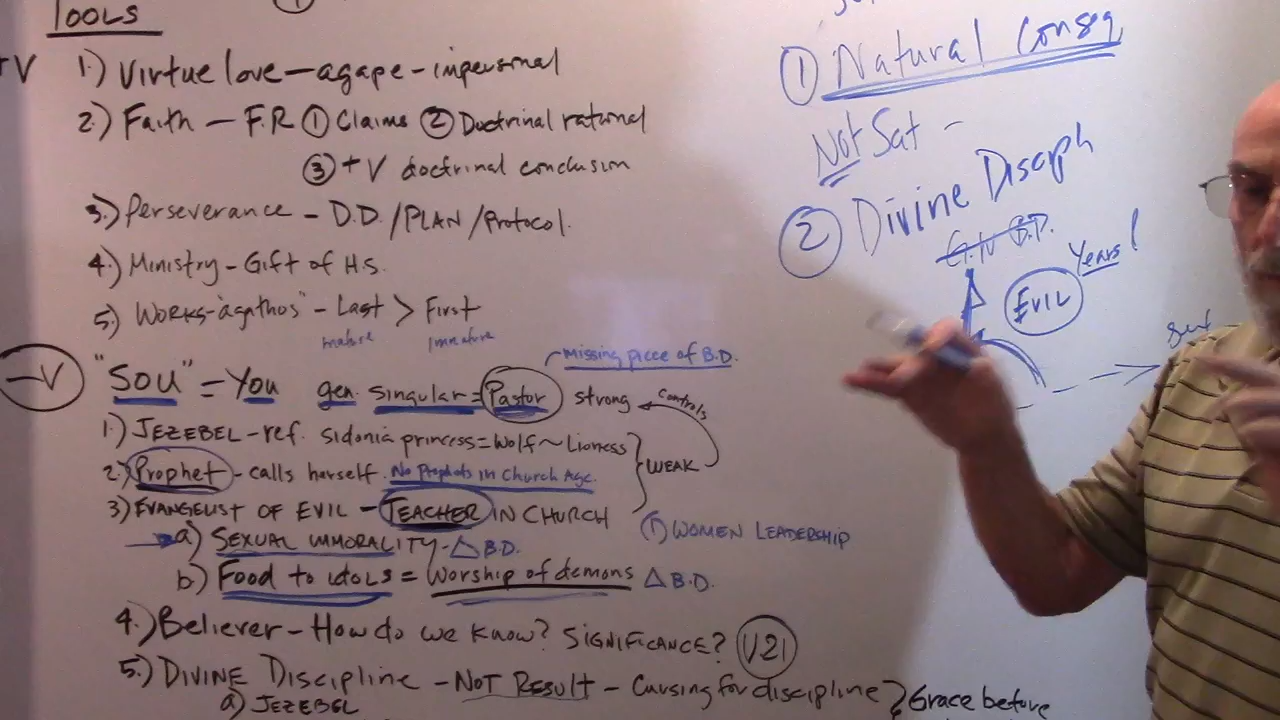 TOOLS
+V 1.) Virtue love—agape-impersonal
2.) Faith — F.R ① Claims ② Doctrinal rational
③ +V doctrinal conclusion
3.) Perseverance - D.D./PLAN/Protocol.
4.) Ministry - Gift of H.S.
5) Works-"agathos" - Last > First
mature immature
Missing piece of B.D.
-V "SOU" = You gen singular = Pastor strong controls
1.) JEZEBEL-ref. Sidonia princess=Wolf~Lioness
2.) Prophet - calls herself. No Prophets in Church Age. WEAK
3) EVANGELIST OF EVIL - TEACHER IN CHURCH
① WOMEN LEADERSHIP
a) SEXUAL IMMORALITY - △ B.D.
b) Food to idols = Worship of demons △ B.D.
4.) Believer - How do we know? SIGNIFICANCE? V21
5.) DIVINE Discipline - NOT RESULT - Cursing for discipline } Grace before
a) JEZEBEL
① Natural Conseq
Not Sat -
② Divine Discph
B.D.
EVIL Years!